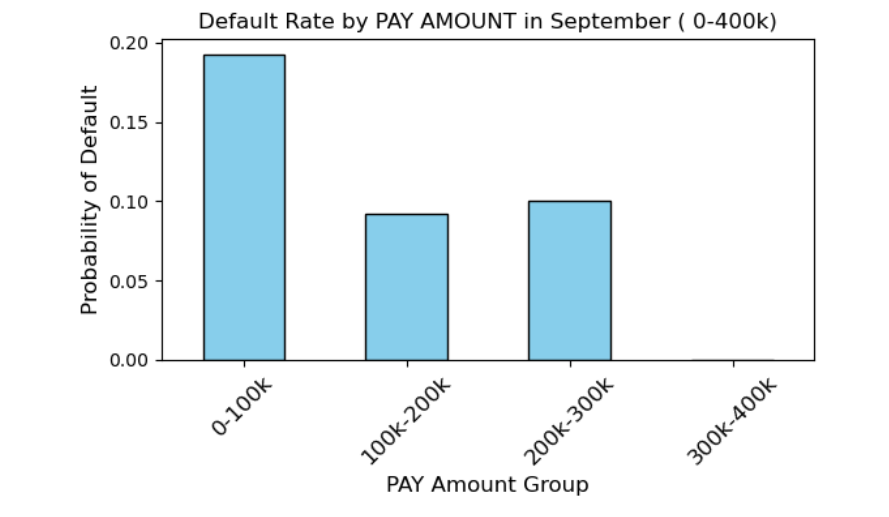 Default Rate by PAY AMOUNT in September ( 0-400k)
Probability of Default
0.20
0.15
0.10
0.05
0.00
0-100k
100k-200k
200k-300k
300k-400k
PAY Amount Group